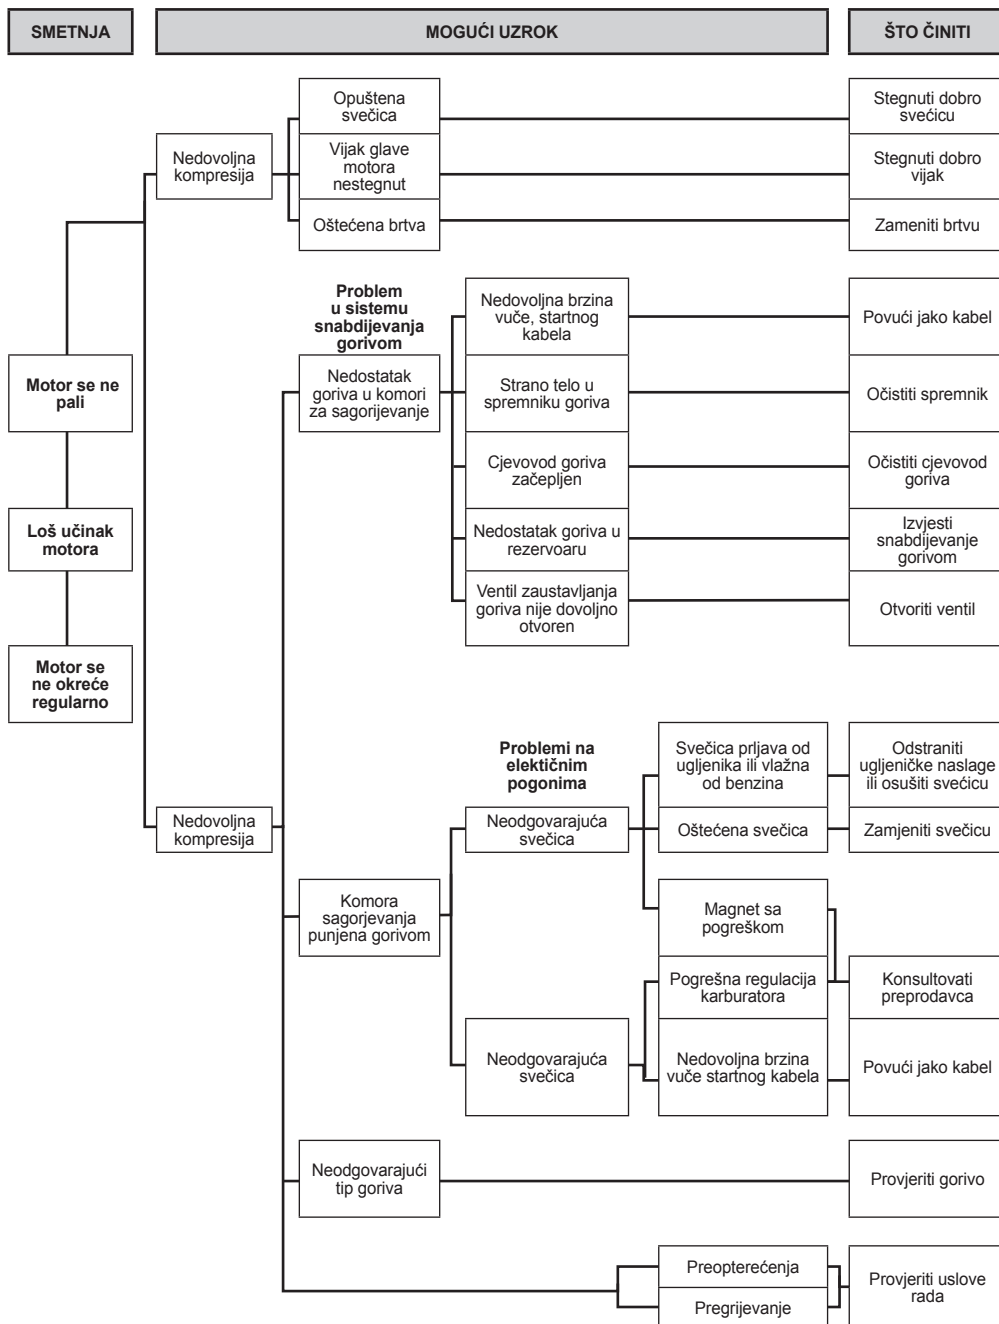 SMETNJA
MOGUĆI UZROK
ŠTO ČINITI
Opuštena
svečica
Stegnuti dobro
svećicu
Nedovoljna
kompresija
Vijak glave
motora
nestegnut
Stegnuti dobro
vijak
Oštećena brtva
Zameniti brtvu
Problem
u sistemu
snabdijevanja
gorivom
Nedovoljna brzina
vuče, startnog
kabela
Povući jako kabel
Motor se ne
pali
Nedostatak
goriva u komori
za sagorijevanje
Strano telo u
spremniku goriva
Očistiti spremnik
Cjevovod goriva
začepljen
Očistiti cjevovod
goriva
Loš učinak
motora
Nedostatak goriva u
rezervoaru
Izvjesti
snabdijevanje
gorivom
Ventil zaustavljanja
goriva nije dovoljno
otvoren
Otvoriti ventil
Motor se
ne okreće
regularno
Problemi na
elektičnim
pogonima
Svečica prljava od
ugljenika ili vlažna
od benzina
Odstraniti
ugljeničke naslage
ili osušiti svećicu
Nedovoljna
kompresija
Neodgovarajuća
svečica
Oštećena svečica
Zamjeniti svečicu
Komora
sagorjevanja
punjena gorivom
Magnet sa
pogreškom
Pogrešna regulacija
karburatora
Konsultovati
preprodavca
Neodgovarajuća
svečica
Nedovoljna brzina
vuče startnog kabela
Povući jako kabel
Neodgovarajući
tip goriva
Provjeriti gorivo
Preopterećenja
Pregrijevanje
Provjeriti uslove
rada